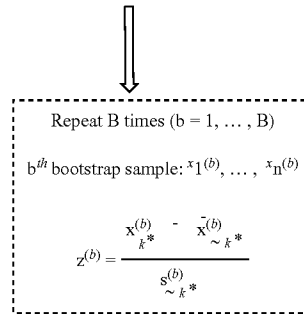 Repeat B times (b = 1, … , B)
b^th bootstrap sample: ^x1^(b), … , ^xn^(b)
z^(b) = (x_k*^(b) - x̄_~k*^(b)) / s_~k*^(b)